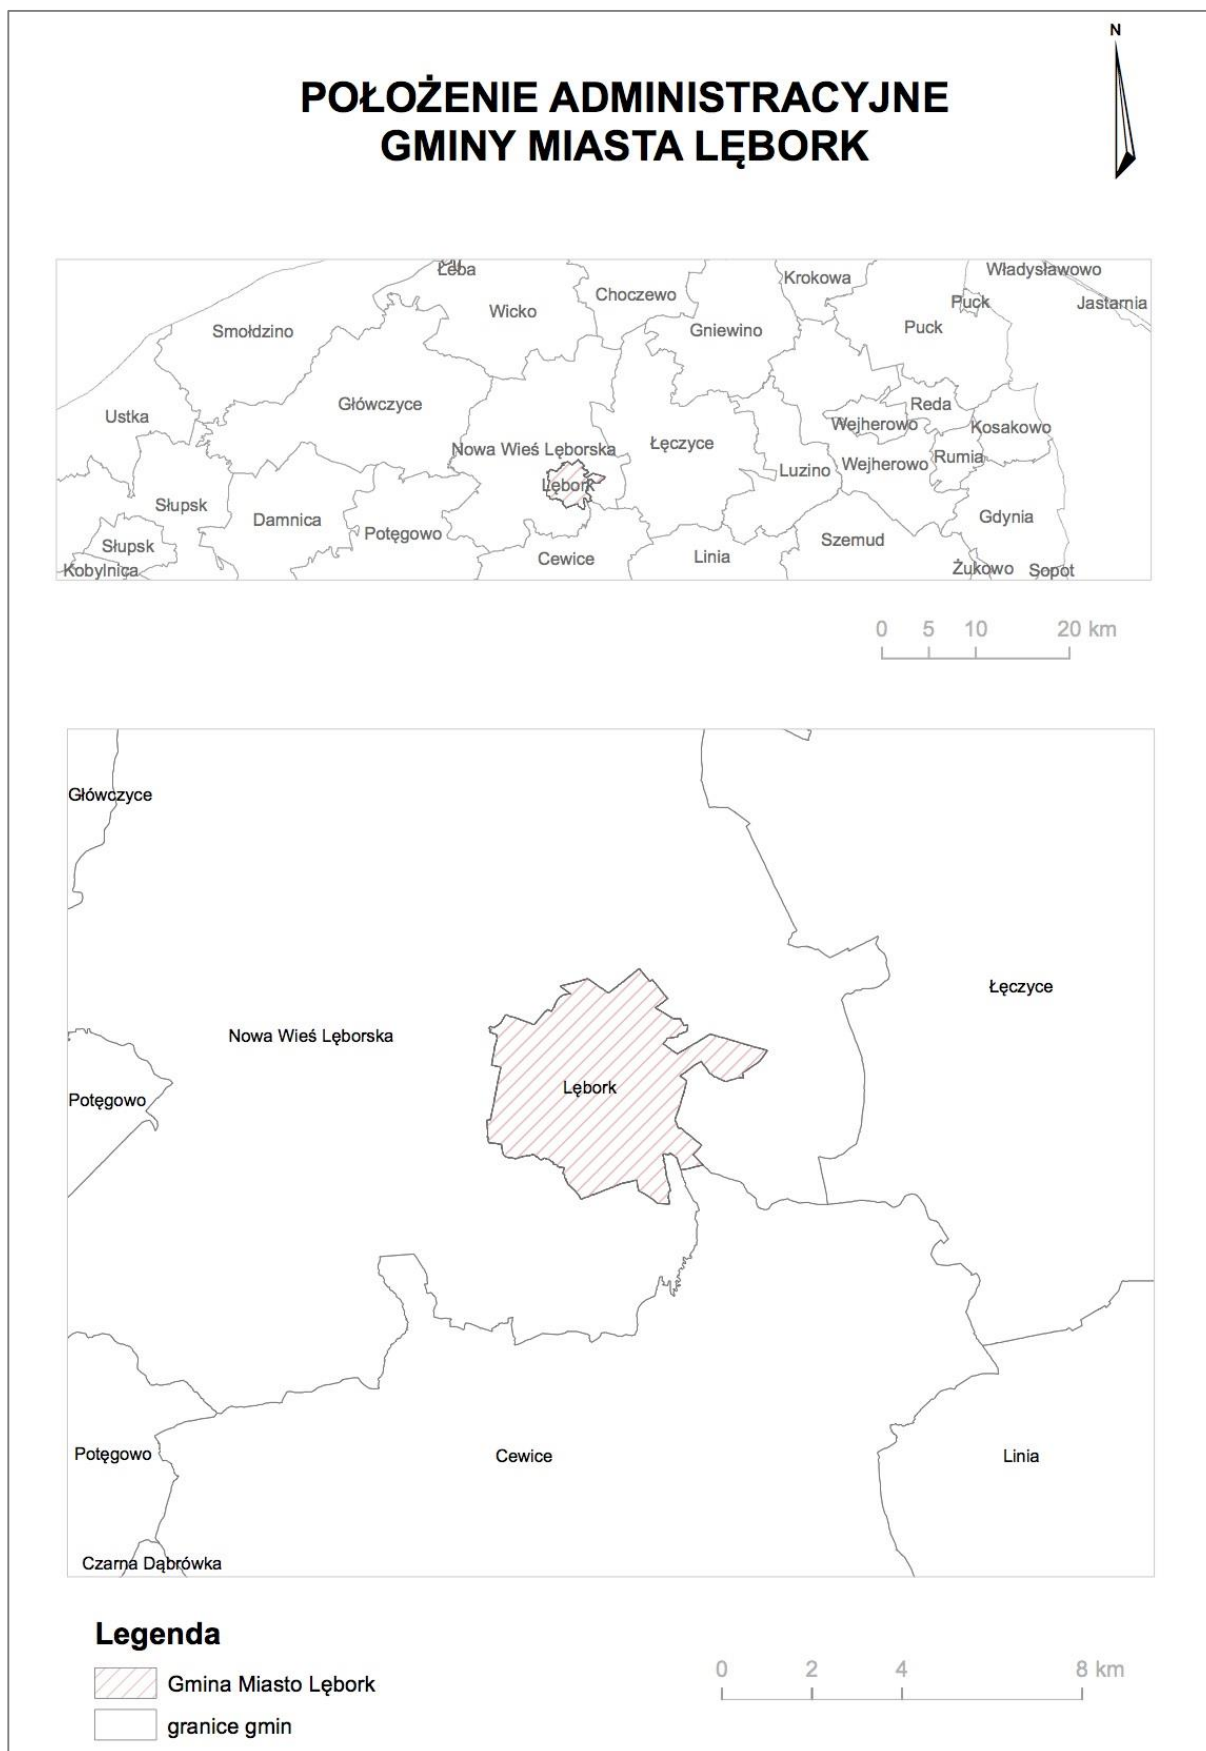 N
POŁOŻENIE ADMINISTRACYJNE
GMINY MIASTA LĘBORK
Łeba
Władysławowo
Krokowa
Choczewo
Puck
Jastarnia
Wicko
Smołdzino
Gniewino
Puck
Główczyce
Reda
Ustka
Wejherowo
Kosakowo
Nowa Wieś Lęborska
Łęczyce
Rumia
Wejherowo
Luzino
Lębork
Słupsk
Gdynia
Damnica
Potęgowo
Szemud
Słupsk
Cewice
Linia
Kobylnica
Żukowo
Sopot
0 5 10 20 km
Główczyce
Łęczyce
Nowa Wieś Lęborska
Lębork
Potęgowo
Potęgowo
Cewice
Linia
Czarna Dąbrówka
Legenda
Gmina Miasto Lębork
granice gmin
0 2 4 8 km